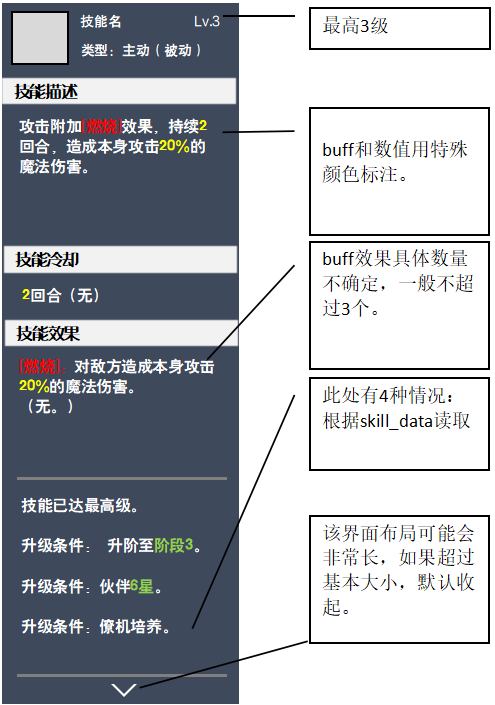 技能名
Lv.3
类型：主动（被动）
技能描述
攻击附加[燃烧]效果，持续2
回合，造成本身攻击20%的
魔法伤害。
技能冷却
2回合（无）
技能效果
[燃烧]：对敌方造成本身攻击
20%的魔法伤害。
（无。）
技能已达最高级。
升级条件： 升阶至阶段3。
升级条件：伙伴6星。
升级条件：僚机培养。
最高3级
buff和数值用特殊
颜色标注。
buff效果具体数量
不确定，一般不超
过3个。
此处有4种情况：
根据skill_data读取
该界面布局可能会
非常长，如果超过
基本大小，默认收
起。